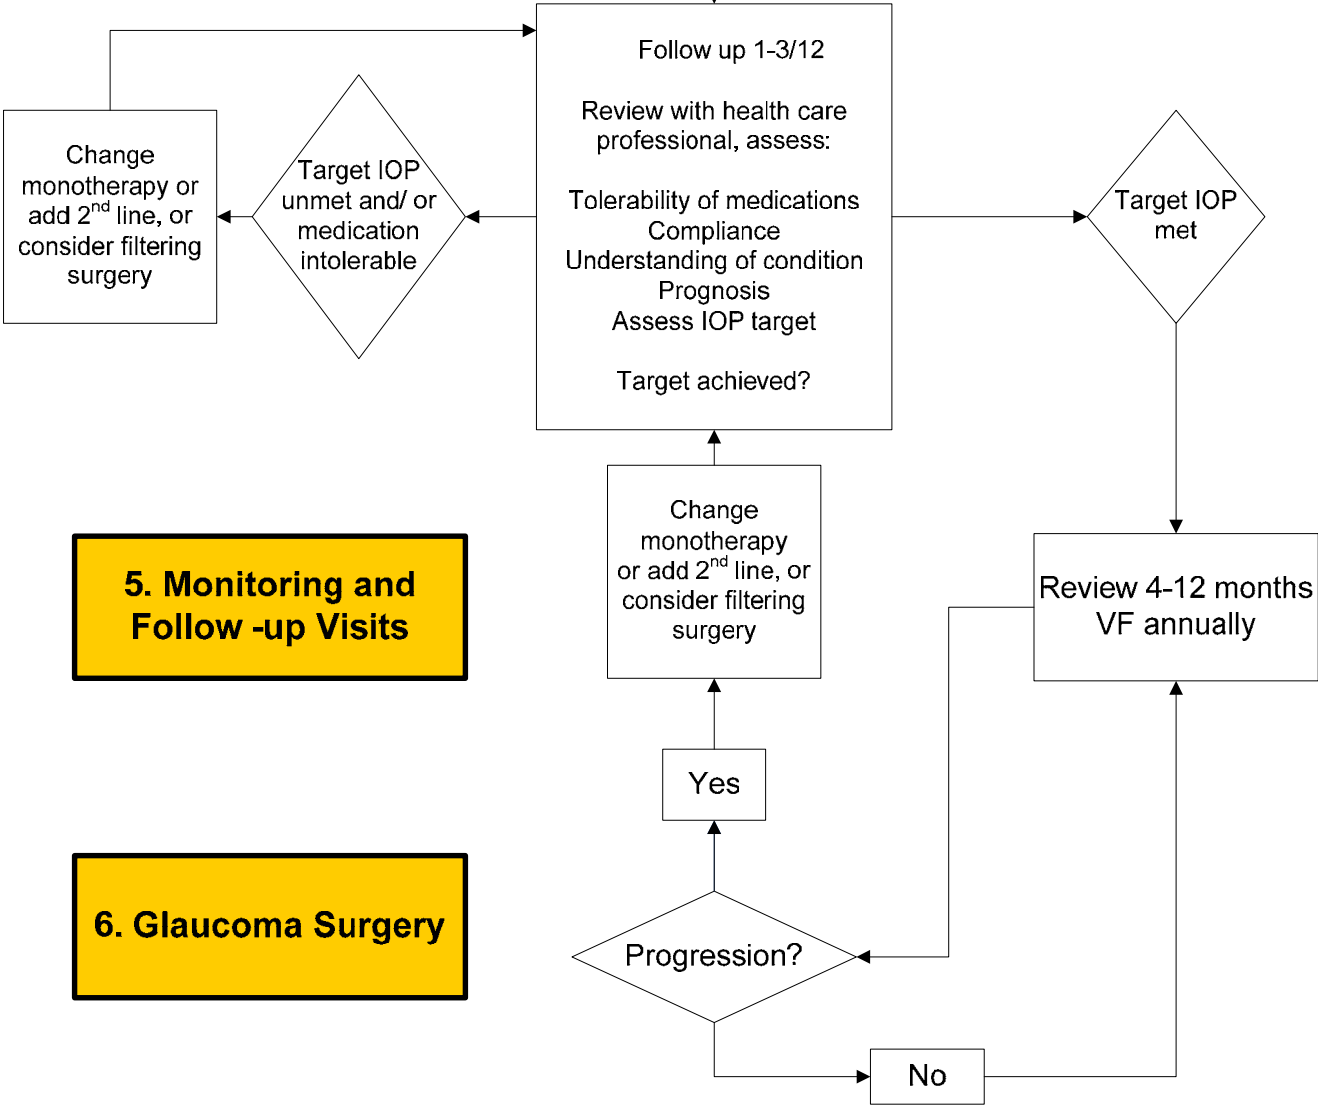 Follow up 1-3/12
Review with health care
professional, assess:
Tolerability of medications
Compliance
Understanding of condition
Prognosis
Assess IOP target
Target achieved?
Change
monotherapy or
add 2nd line, or
consider filtering
surgery
Target IOP
unmet and/ or
medication
intolerable
Target IOP
met
Change
monotherapy
or add 2nd line, or
consider filtering
surgery
5. Monitoring and
Follow -up Visits
Review 4-12 months
VF annually
Yes
6. Glaucoma Surgery
Progression?
No